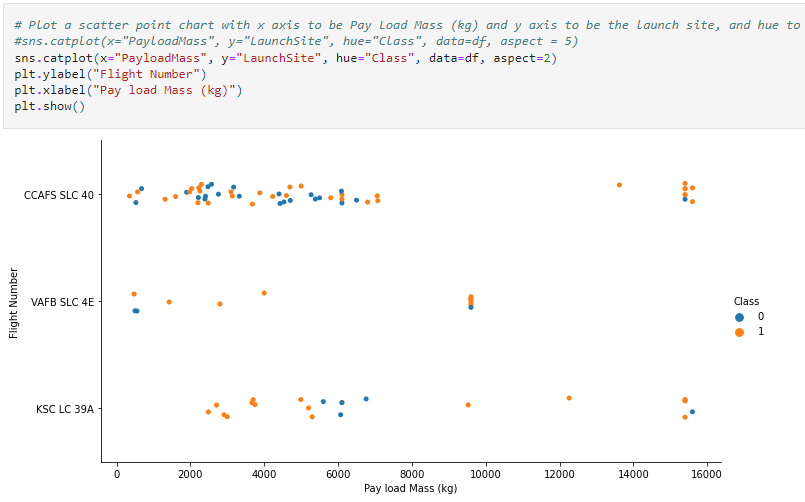 # Plot a scatter point chart with x axis to be Pay Load Mass (kg) and y axis to be the launch site, and hue to
#sns.catplot(x="PayloadMass", y="LaunchSite", hue="Class", data=df, aspect = 5)
sns.catplot(x="PayloadMass", y="LaunchSite", hue="Class", data=df, aspect=2)
plt.ylabel("Flight Number")
plt.xlabel("Pay load Mass (kg)")
plt.show()
CCAFS SLC 40
VAFB SLC 4E
KSC LC 39A
Flight Number
Class
0
1
0 2000 4000 6000 8000 10000 12000 14000 16000
Pay load Mass (kg)